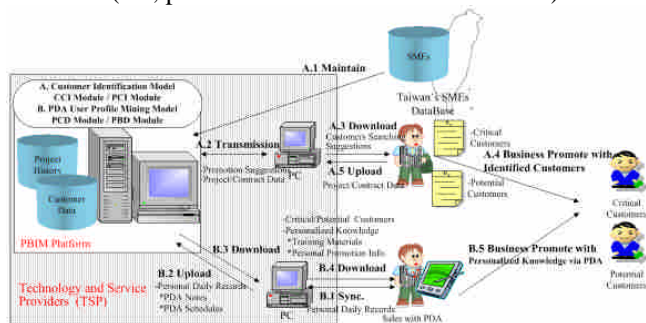 A.1 Maintain
SMEs
Taiwan's SMEs
DataBase
A. Customer Identification Model
CCI Module / PCI Module
B. PDA User Profile Mining Model
PCD Module / PBD Module
Project
History
Customer
Data
PBIM Platform
A.2 Transmission
-Promotion Suggestions
Project/Contract Data
PC
A.3 Download
Customers Searching
Suggestions
A.5 Upload
Project/Contract Data
-Critical
Customers
-Potential
Customers
A.4 Business Promote with
Identified Customers
Critical
Customers
Potential
Customers
B.3 Download
-Critical/Potential Customers
-Personalized Knowledge
*Training Materials
*Personal Promotion Info.
B.2 Upload
-Personal Daily Records
*PDA Notes
*PDA Schedules
PC
B.4 Download
B.1 Sync.
Personal Daily Records
Sales with PDA
B.5 Business Promote with
Personalized Knowledge via PDA
Technology and Service
Providers (TSP)